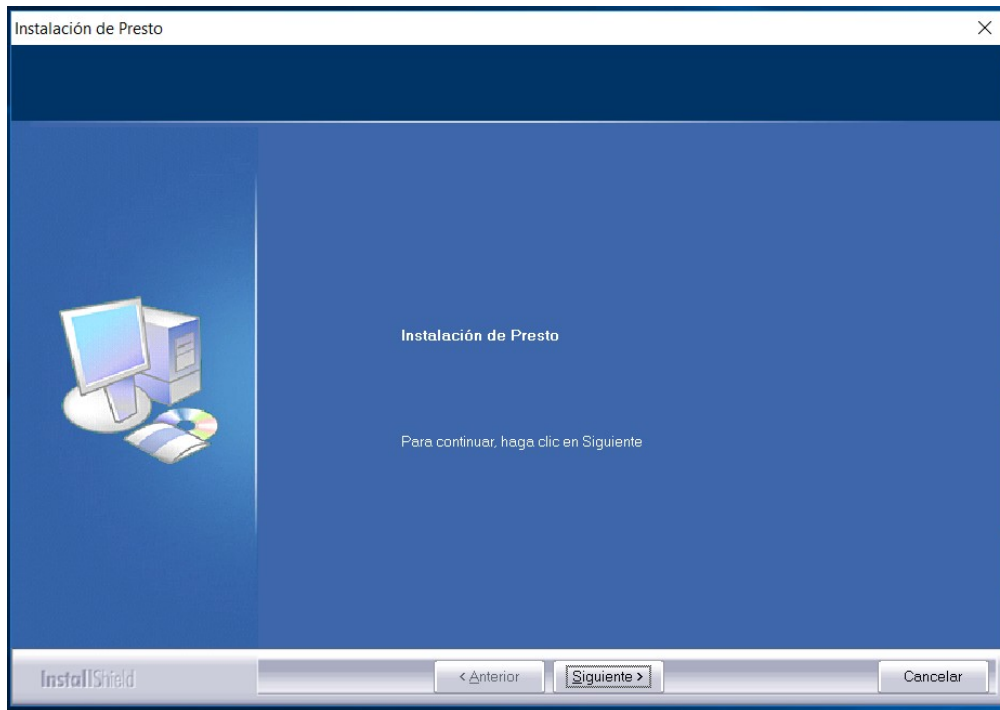 Instalación de Presto
Instalación de Presto
Para continuar, haga clic en Siguiente
InstallShield
< Anterior
Siguiente >
Cancelar